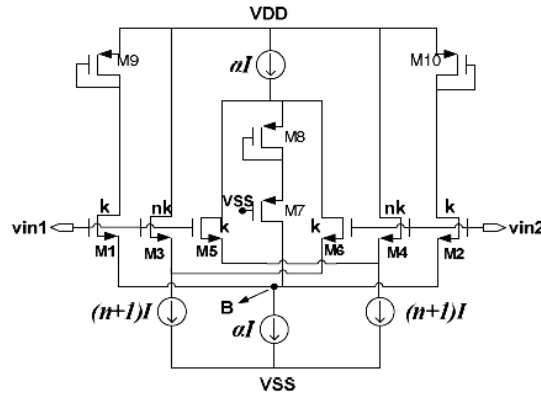 VDD
M9
αI
M10
M8
VSS
M7
k
nk
k
k
nk
k
vin1
M1
M3
M5
M6
M4
M2
vin2
(n+1)I
B
αI
(n+1)I
VSS